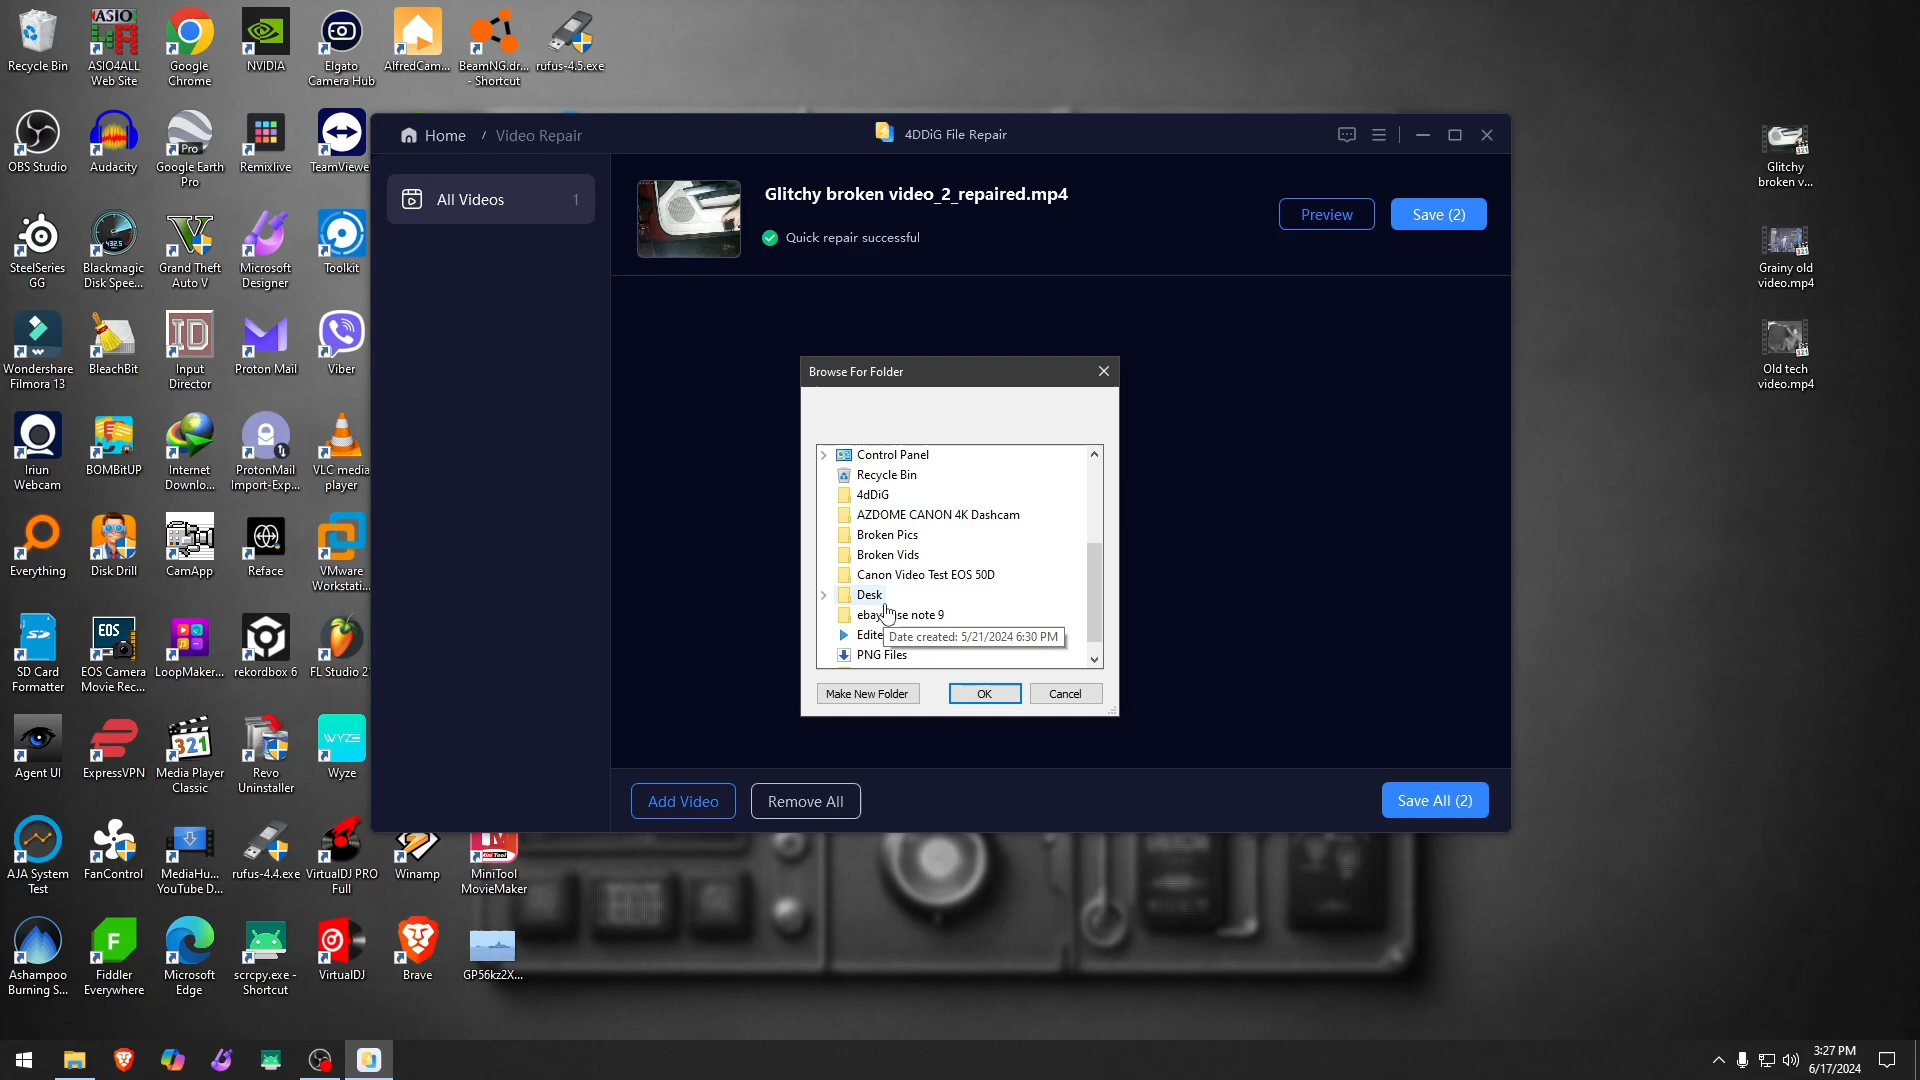 Recycle Bin
ASIO4ALL
Web Site
Google
Chrome
NVIDIA
Elgato
Camera Hub
AlfredCam...
BeamNG.dr...
- Shortcut
rufus-4.5.exe
OBS Studio
Audacity
Google Earth
Pro
Remixlive
TeamViewe
SteelSeries
GG
Blackmagic
Disk Spee...
Grand Theft
Auto V
Microsoft
Designer
Toolkit
Wondershare
Filmora 13
BleachBit
Input
Director
Proton Mail
Viber
Iriun
Webcam
BOMBitUP
Internet
Downlo...
ProtonMail
Import-Exp...
VLC media
player
Everything
Disk Drill
CamApp
Reface
VMware
Workstati...
SD Card
Formatter
EOS Camera
Movie Rec...
LoopMaker...
rekordbox 6
FL Studio 2
Agent UI
ExpressVPN
Media Player
Classic
Revo
Uninstaller
Wyze
AJA System
Test
FanControl
MediaHu...
YouTube D...
rufus-4.4.exe
VirtualDJ PRO
Full
Winamp
MiniTool
MovieMaker
Ashampoo
Burning S...
Fiddler
Everywhere
Microsoft
Edge
scrcpy.exe -
Shortcut
VirtualDJ
Brave
GP56kz2X...
Home / Video Repair
4DDiG File Repair
All Videos 1
Glitchy broken video_2_repaired.mp4
Quick repair successful
Preview
Save (2)
Browse For Folder
Control Panel
Recycle Bin
4dDiG
AZDOME CANON 4K Dashcam
Broken Pics
Broken Vids
Canon Video Test EOS 50D
Desk
ebay se note 9
Edite
Date created: 5/21/2024 6:30 PM
PNG Files
Make New Folder
OK
Cancel
Add Video
Remove All
Save All (2)
Glitchy
broken v...
Grainy old
video.mp4
Old tech
video.mp4
3:27 PM
6/17/2024